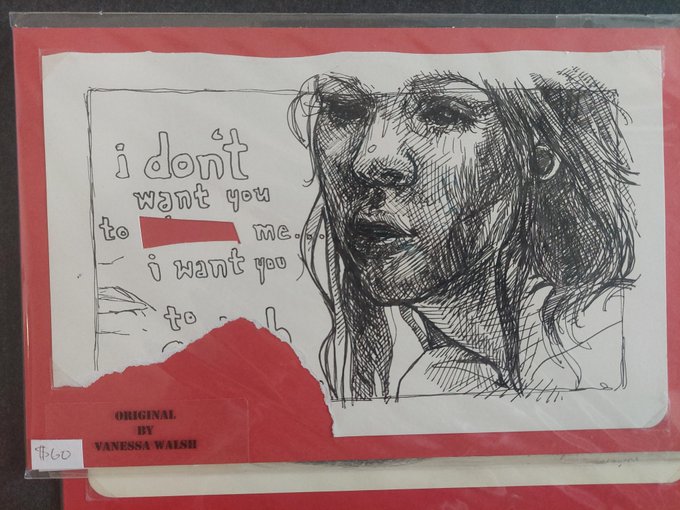 i don't
want you
to me...
i want you
to
ORIGINAL
BY
VANESSA WALSH
$60